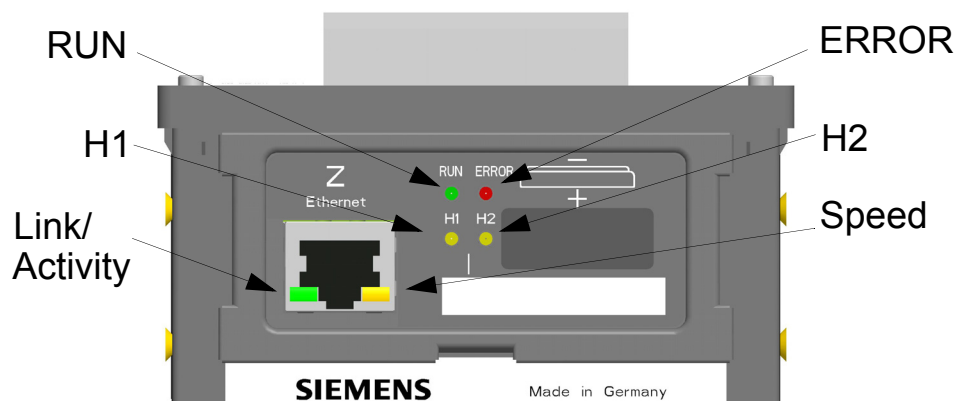 RUN
ERROR
H1
H2
Link/
Activity
Speed
Z
Ethernet
RUN ERROR
H1 H2
SIEMENS
Made in Germany